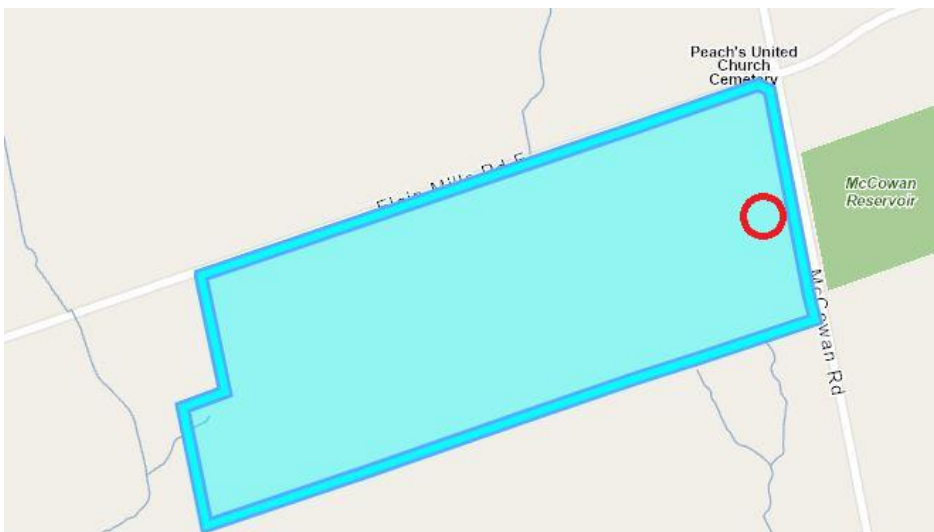 Peach's United
Church
Cemetery
Elgin Mills Rd E
McCowan
Reservoir
McCowan Rd